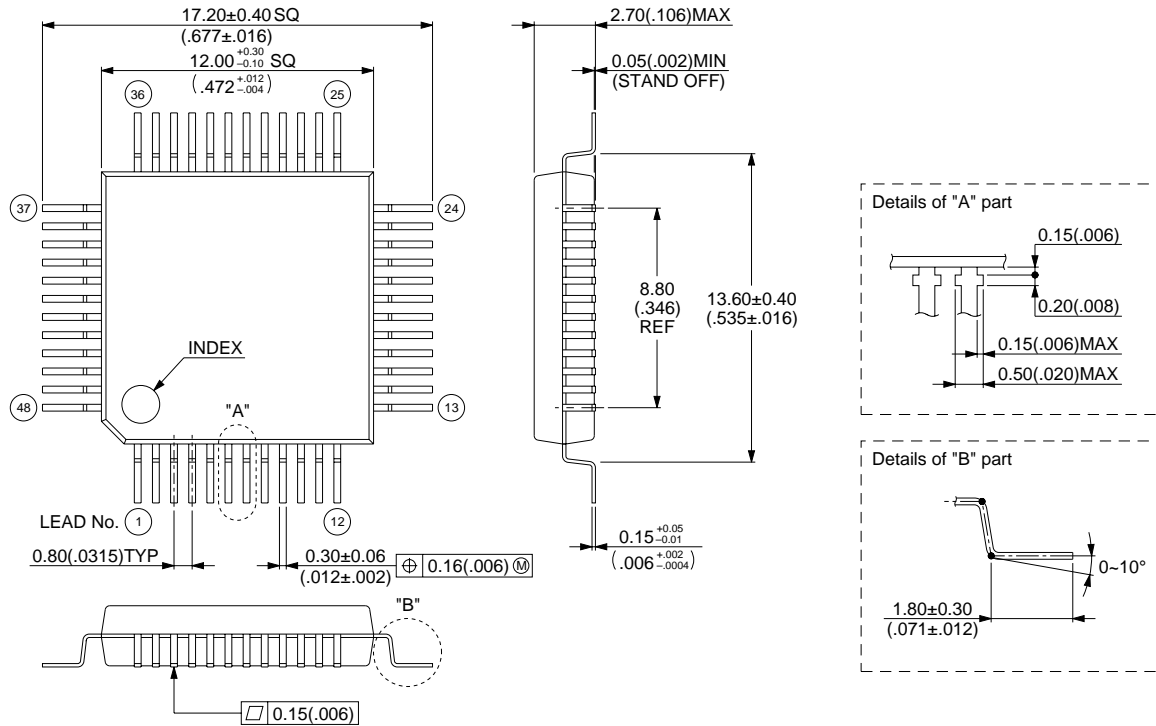 17.20±0.40 SQ
(.677±.016)
12.00 +0.30 -0.10 SQ
(.472 +.012 -.004)
2.70(.106)MAX
0.05(.002)MIN
(STAND OFF)
36
25
37
24
INDEX
48
13
"A"
LEAD No.
1
12
0.80(.0315)TYP
0.30±0.06
(.012±.002)
⌖ 0.16(.006) Ⓜ
8.80
(.346)
REF
13.60±0.40
(.535±.016)
0.15 +0.05 -0.01
(.006 +.002 -.0004)
"B"
⏥ 0.15(.006)
Details of "A" part
0.15(.006)
0.20(.008)
0.15(.006)MAX
0.50(.020)MAX
Details of "B" part
0~10°
1.80±0.30
(.071±.012)